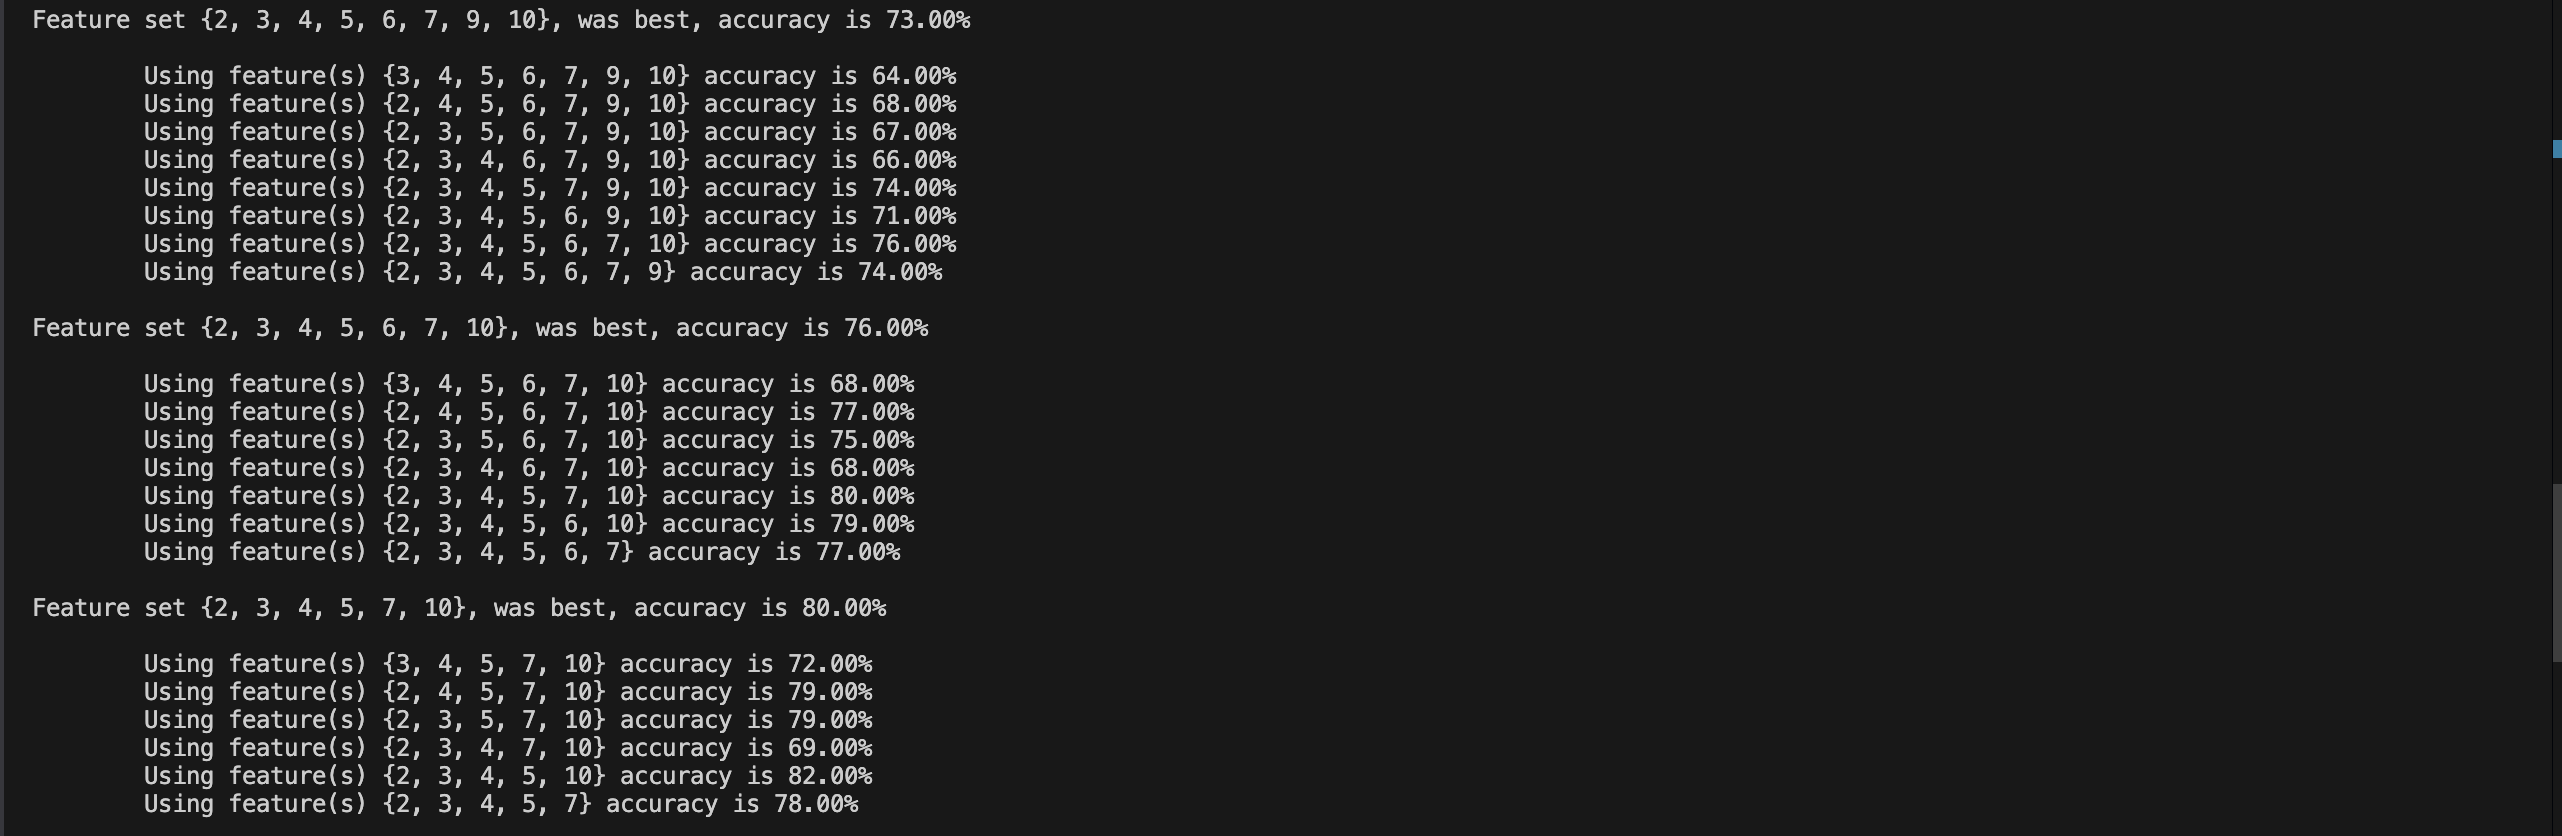 Feature set {2, 3, 4, 5, 6, 7, 9, 10}, was best, accuracy is 73.00%
Using feature(s) {3, 4, 5, 6, 7, 9, 10} accuracy is 64.00%
Using feature(s) {2, 4, 5, 6, 7, 9, 10} accuracy is 68.00%
Using feature(s) {2, 3, 5, 6, 7, 9, 10} accuracy is 67.00%
Using feature(s) {2, 3, 4, 6, 7, 9, 10} accuracy is 66.00%
Using feature(s) {2, 3, 4, 5, 7, 9, 10} accuracy is 74.00%
Using feature(s) {2, 3, 4, 5, 6, 9, 10} accuracy is 71.00%
Using feature(s) {2, 3, 4, 5, 6, 7, 10} accuracy is 76.00%
Using feature(s) {2, 3, 4, 5, 6, 7, 9} accuracy is 74.00%
Feature set {2, 3, 4, 5, 6, 7, 10}, was best, accuracy is 76.00%
Using feature(s) {3, 4, 5, 6, 7, 10} accuracy is 68.00%
Using feature(s) {2, 4, 5, 6, 7, 10} accuracy is 77.00%
Using feature(s) {2, 3, 5, 6, 7, 10} accuracy is 75.00%
Using feature(s) {2, 3, 4, 6, 7, 10} accuracy is 68.00%
Using feature(s) {2, 3, 4, 5, 7, 10} accuracy is 80.00%
Using feature(s) {2, 3, 4, 5, 6, 10} accuracy is 79.00%
Using feature(s) {2, 3, 4, 5, 6, 7} accuracy is 77.00%
Feature set {2, 3, 4, 5, 7, 10}, was best, accuracy is 80.00%
Using feature(s) {3, 4, 5, 7, 10} accuracy is 72.00%
Using feature(s) {2, 4, 5, 7, 10} accuracy is 79.00%
Using feature(s) {2, 3, 5, 7, 10} accuracy is 79.00%
Using feature(s) {2, 3, 4, 7, 10} accuracy is 69.00%
Using feature(s) {2, 3, 4, 5, 10} accuracy is 82.00%
Using feature(s) {2, 3, 4, 5, 7} accuracy is 78.00%